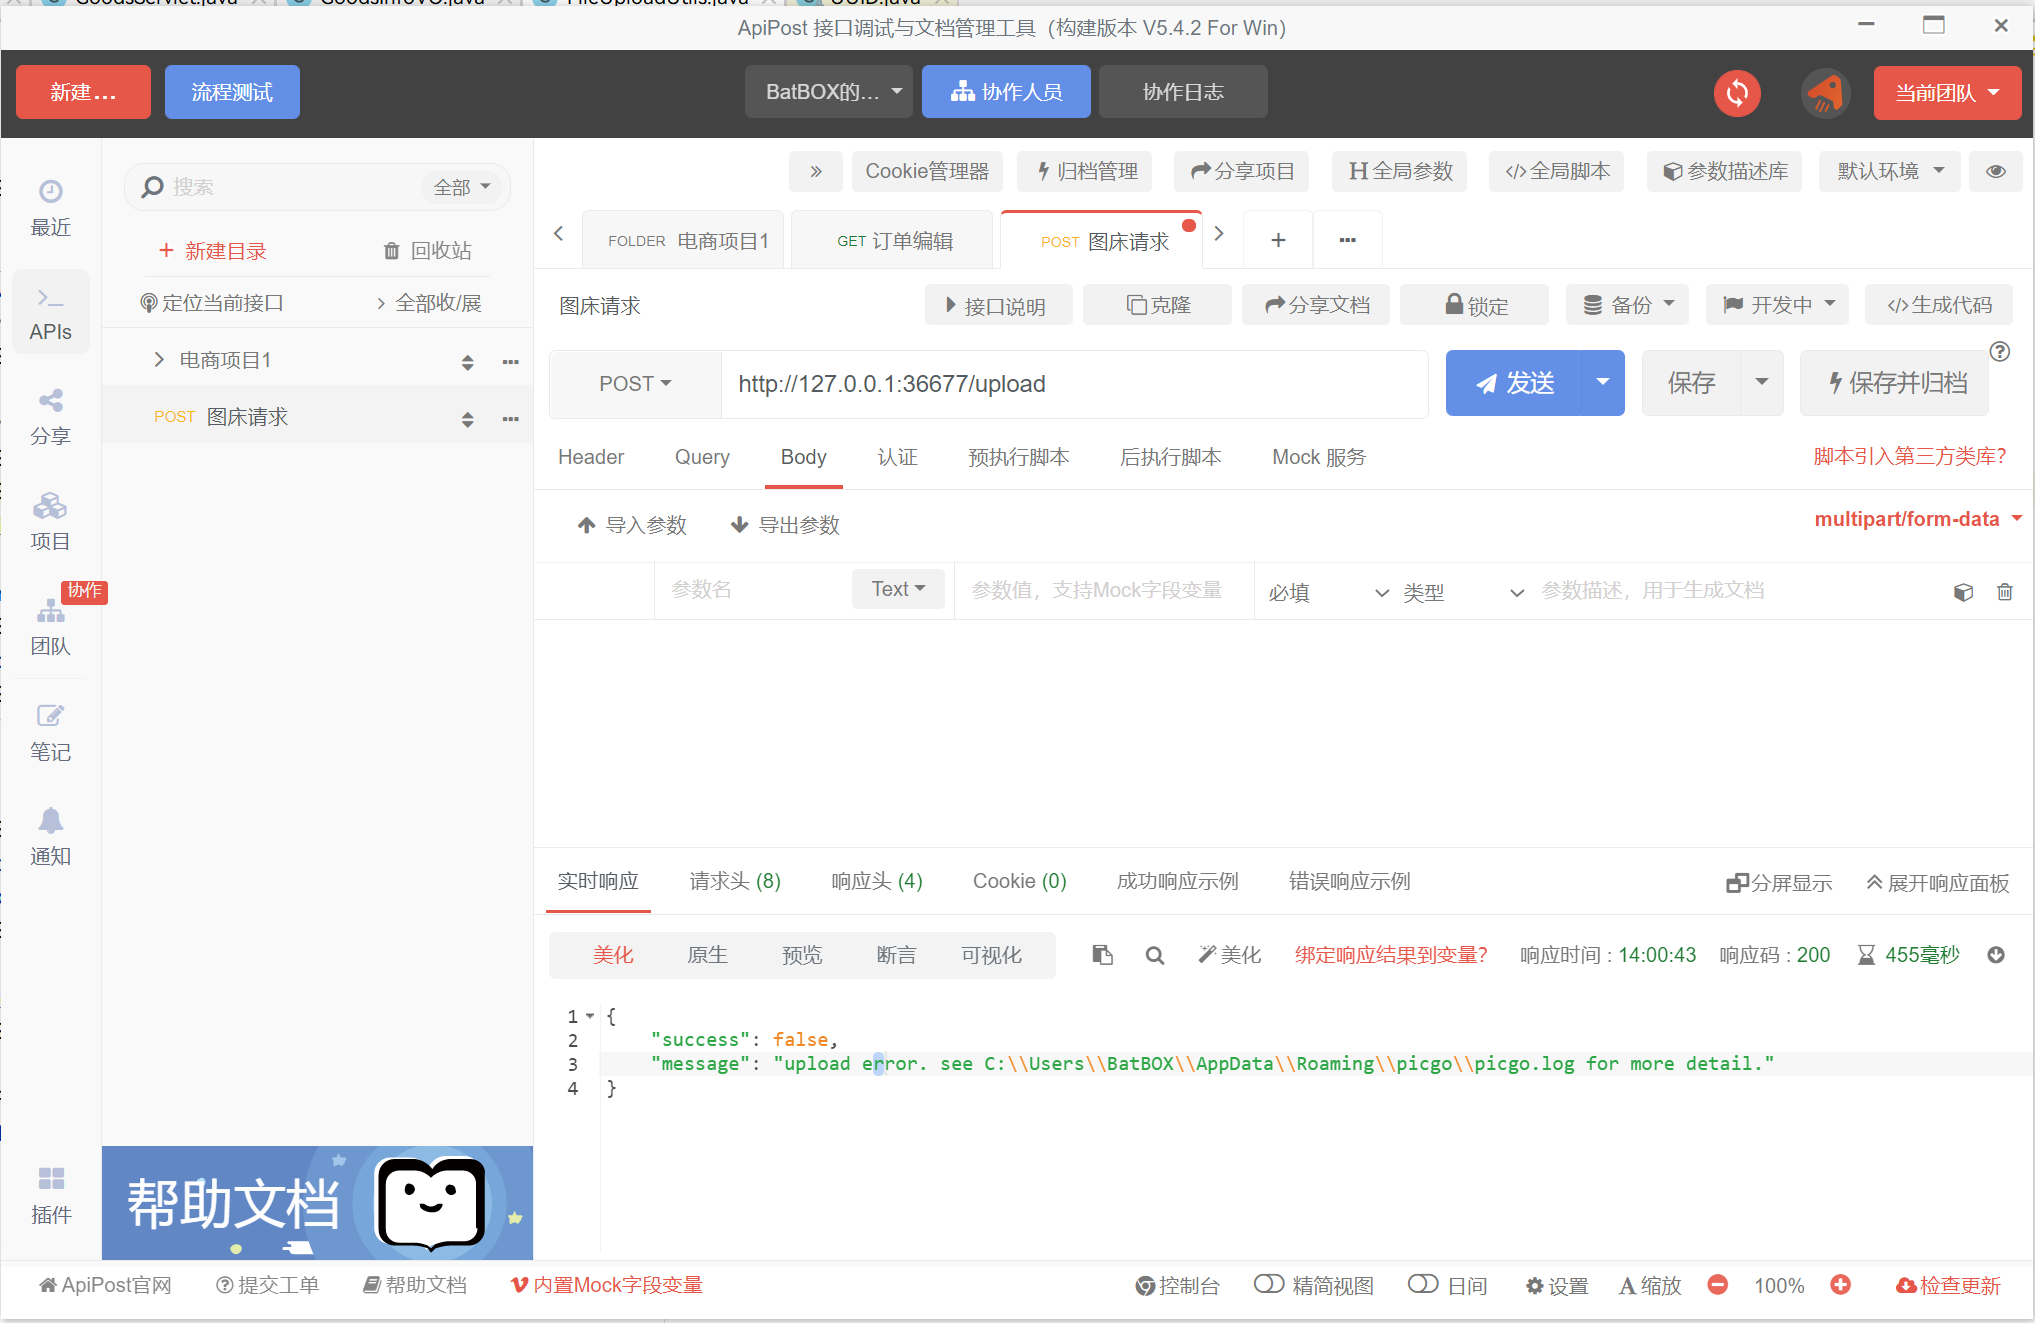 GoodsServlet.java
GoodsInfoVO.java
FileUploadUtils.java
UUID.java
ApiPost 接口调试与文档管理工具（构建版本 V5.4.2 For Win）
新建...
流程测试
BatBOX的...
协作人员
协作日志
当前团队
最近
APIs
分享
项目
协作
团队
笔记
通知
插件
搜索
全部
新建目录
回收站
定位当前接口
全部收/展
电商项目1
POST 图床请求
帮助文档
Cookie管理器
归档管理
分享项目
H全局参数
</>全局脚本
参数描述库
默认环境
FOLDER 电商项目1
GET 订单编辑
POST 图床请求
+
图床请求
接口说明
克隆
分享文档
锁定
备份
开发中
</>生成代码
POST
http://127.0.0.1:36677/upload
发送
保存
保存并归档
Header
Query
Body
认证
预执行脚本
后执行脚本
Mock 服务
脚本引入第三方类库?
导入参数
导出参数
multipart/form-data
参数名
Text
参数值，支持Mock字段变量
必填
类型
参数描述，用于生成文档
实时响应
请求头 (8)
响应头 (4)
Cookie (0)
成功响应示例
错误响应示例
分屏显示
展开响应面板
美化
原生
预览
断言
可视化
美化
绑定响应结果到变量?
响应时间 : 14:00:43
响应码 : 200
455毫秒
1 {
2 "success": false,
3 "message": "upload error. see C:\\Users\\BatBOX\\AppData\\Roaming\\picgo\\picgo.log for more detail."
4 }
ApiPost官网
提交工单
帮助文档
内置Mock字段变量
控制台
精简视图
日间
设置
A 缩放
100%
检查更新